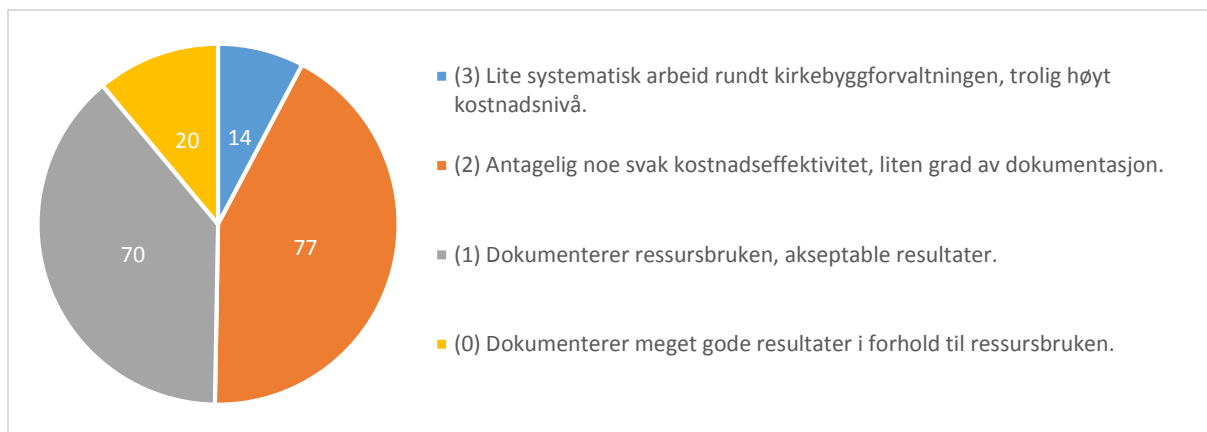 14
77
70
20
(3) Lite systematisk arbeid rundt kirkebyggforvaltningen, trolig høyt
kostnadsnivå.
(2) Antagelig noe svak kostnadseffektivitet, liten grad av dokumentasjon.
(1) Dokumenterer ressursbruken, akseptable resultater.
(0) Dokumenterer meget gode resultater i forhold til ressursbruken.